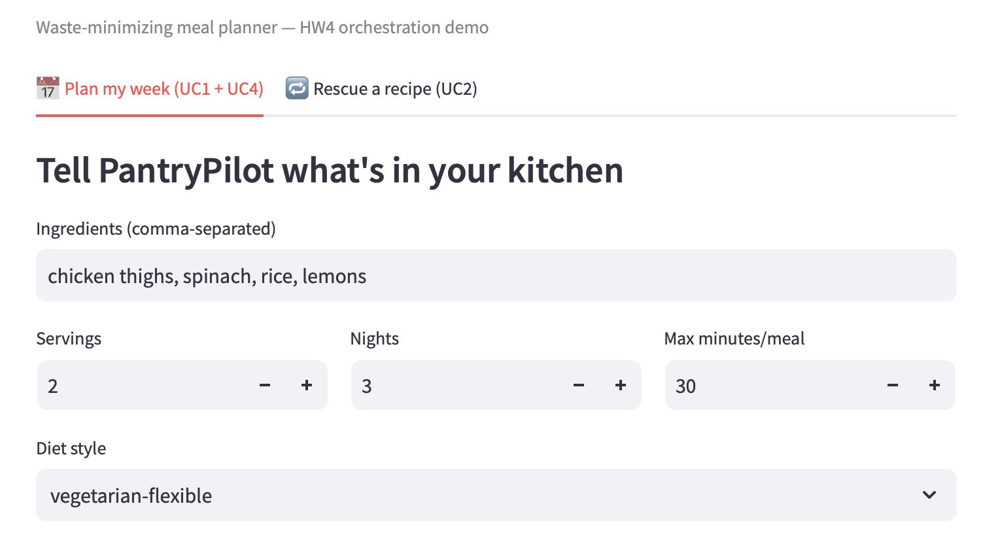 Waste-minimizing meal planner — HW4 orchestration demo
JUL
17
Plan my week (UC1 + UC4) Rescue a recipe (UC2)
Tell PantryPilot what's in your kitchen
Ingredients (comma-separated)
chicken thighs, spinach, rice, lemons
Servings Nights Max minutes/meal
2 − + 3 − + 30 − +
Diet style
vegetarian-flexible